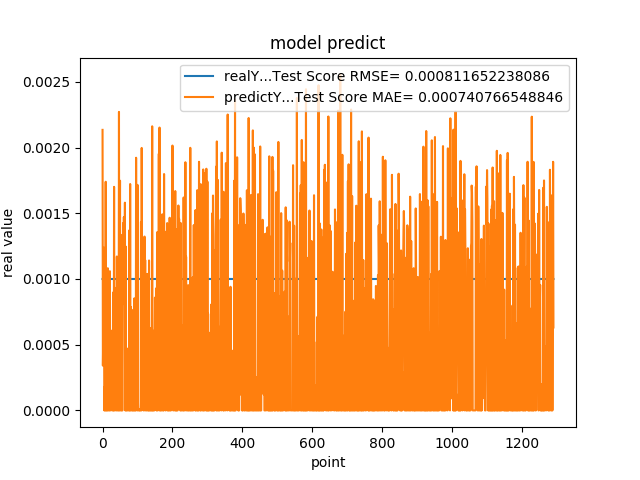 model predict
realY...Test Score RMSE= 0.000811652238086
predictY...Test Score MAE= 0.000740766548846
0.0025
0.0020
0.0015
0.0010
0.0005
0.0000
real value
0 200 400 600 800 1000 1200
point